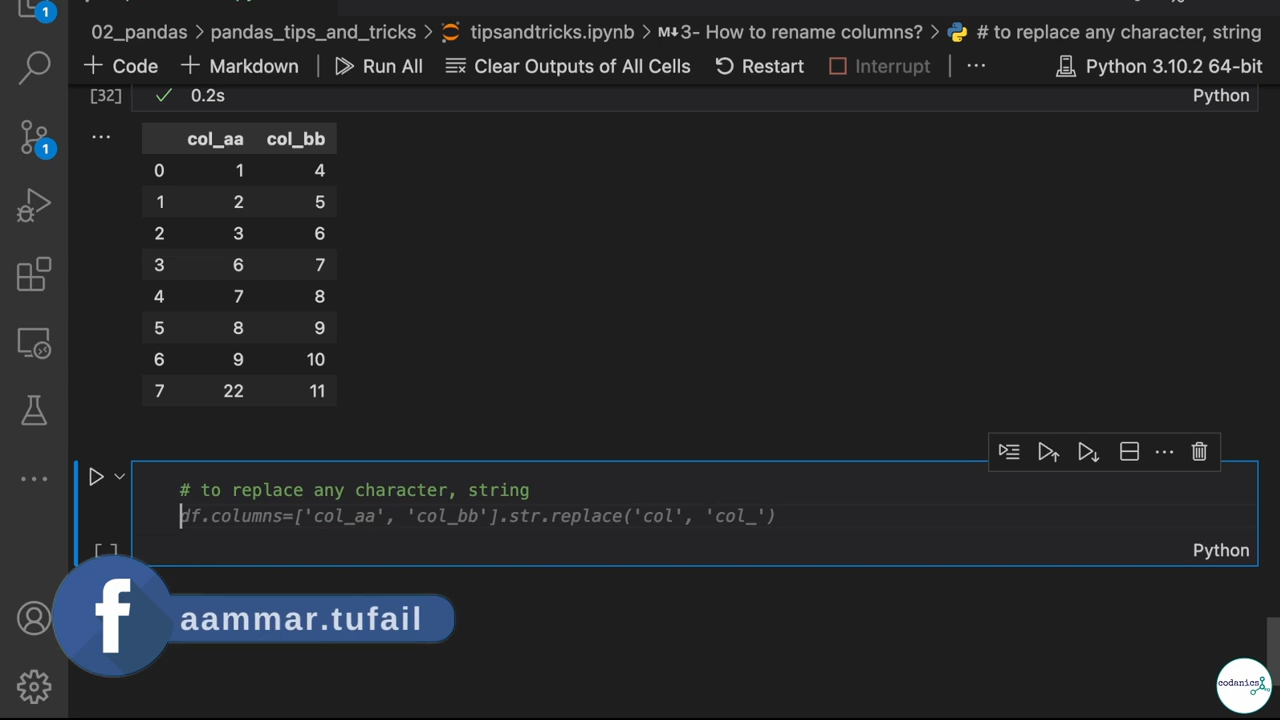 1
02_pandas > pandas_tips_and_tricks > tipsandtricks.ipynb > M↓3- How to rename columns? > # to replace any character, string
+ Code + Markdown | Run All Clear Outputs of All Cells Restart Interrupt | ... Python 3.10.2 64-bit
[32] ✓ 0.2s Python
... col_aa col_bb
0 1 4
1 2 5
1
2 3 6
3 6 7
4 7 8
5 8 9
6 9 10
7 22 11
# to replace any character, string
df.columns=['col_aa', 'col_bb'].str.replace('col', 'col_')
[ ] Python
f aammar.tufail
codanics